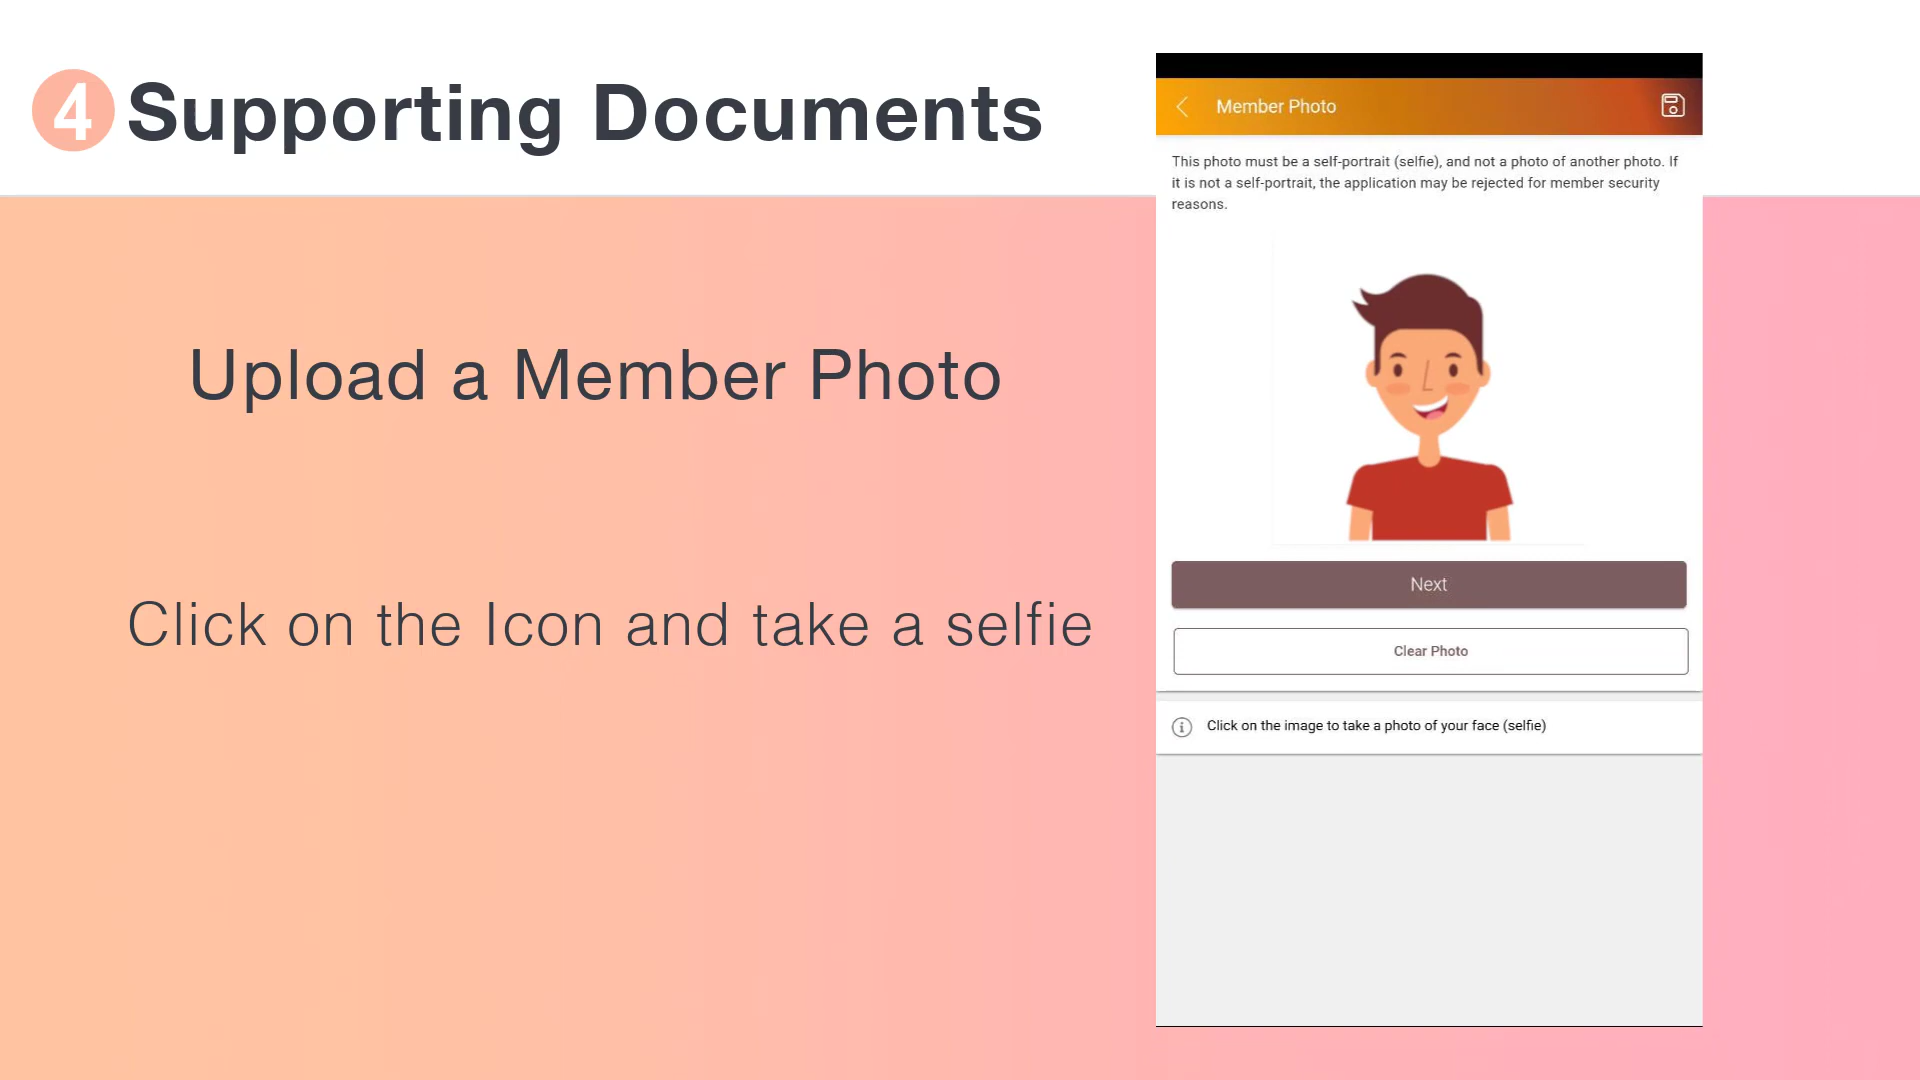 4 Supporting Documents
Upload a Member Photo
Click on the Icon and take a selfie
Member Photo
This photo must be a self-portrait (selfie), and not a photo of another photo. If
it is not a self-portrait, the application may be rejected for member security
reasons.
Next
Clear Photo
Click on the image to take a photo of your face (selfie)